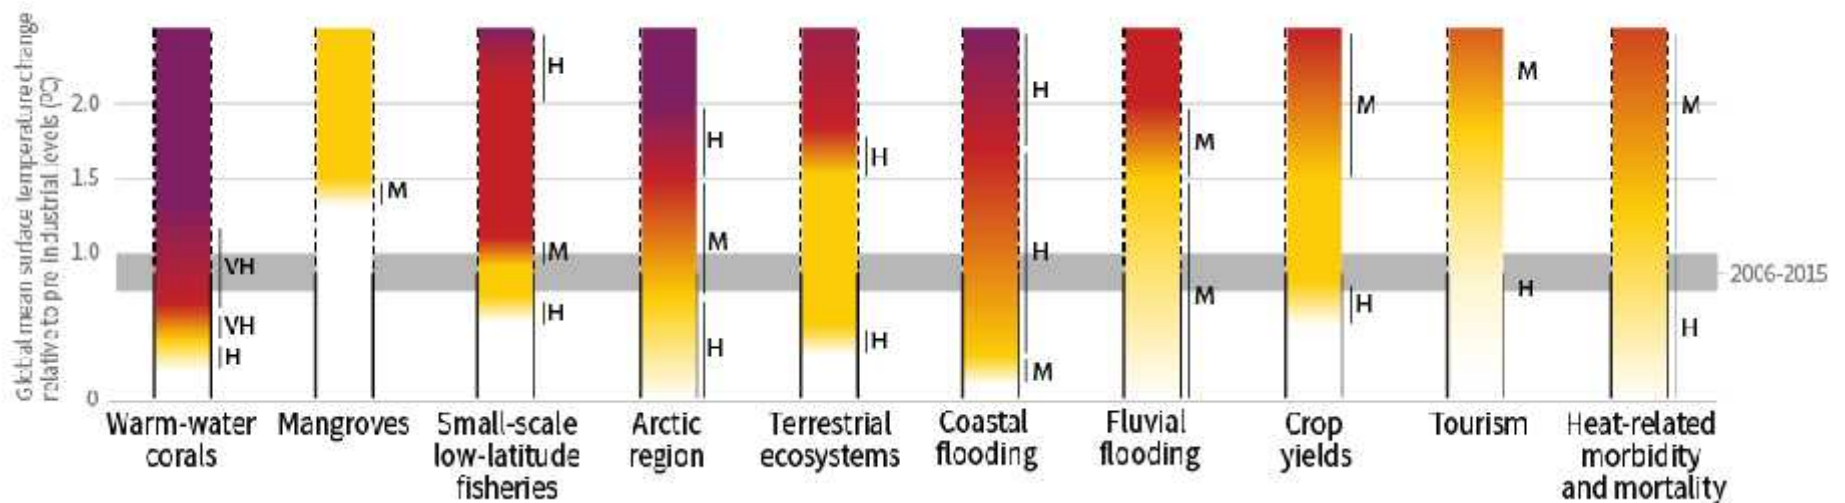 Global mean surface temperature change
relative to pre-industrial levels (°C)
2.0
1.5
1.0
0
2006-2015
VH
VH
H
M
H
M
H
H
M
H
H
H
H
H
M
M
M
M
H
M
H
M
H
Warm-water
corals
Mangroves
Small-scale
low-latitude
fisheries
Arctic
region
Terrestrial
ecosystems
Coastal
flooding
Fluvial
flooding
Crop
yields
Tourism
Heat-related
morbidity
and mortality